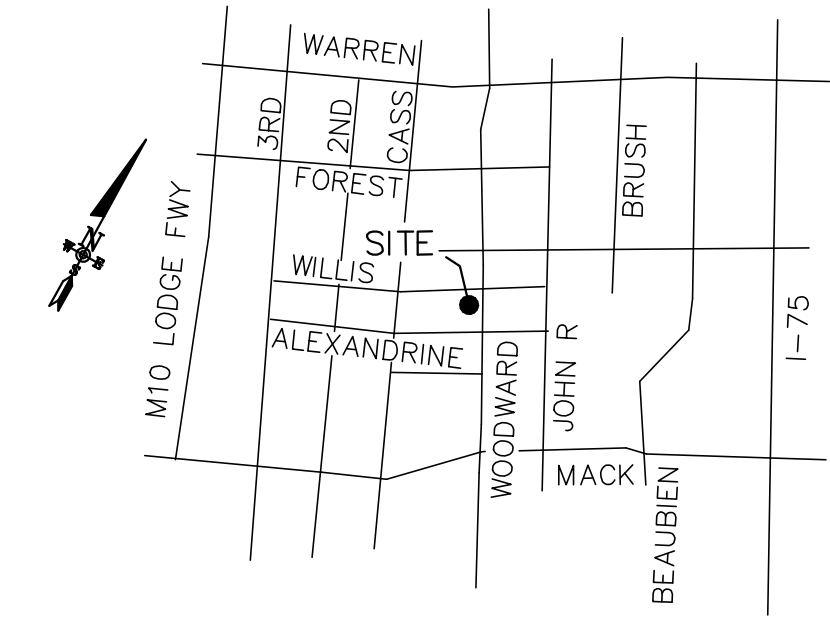 WARREN
3RD
2ND
CASS
FOREST
BRUSH
M10 LODGE FWY
N
W
E
S
SITE
WILLIS
ALEXANDRINE
WOODWARD
JOHN R
I-75
MACK
BEAUBIEN